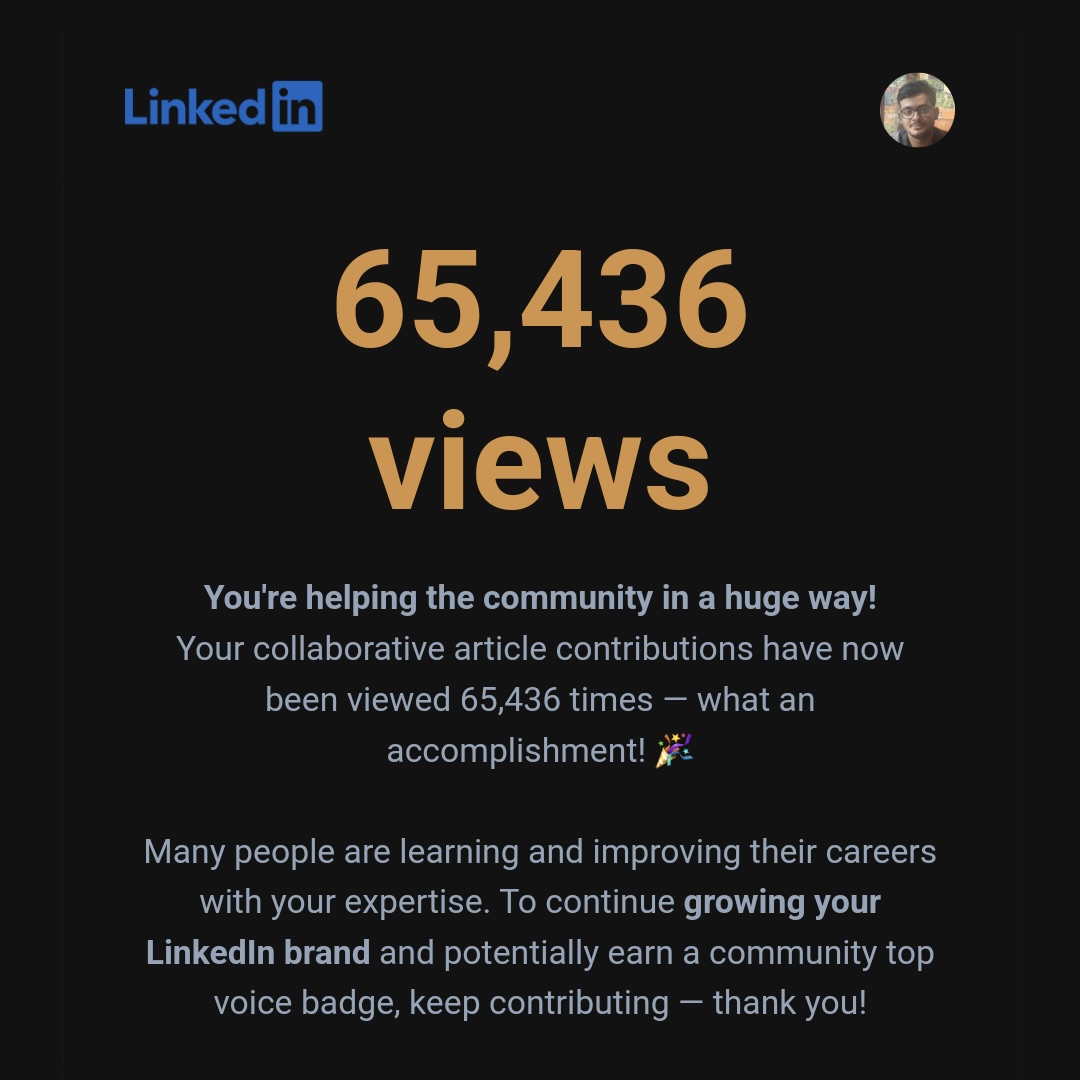 Linked in
65,436
views
You're helping the community in a huge way!
Your collaborative article contributions have now
been viewed 65,436 times — what an
accomplishment! 🎉
Many people are learning and improving their careers
with your expertise. To continue growing your
LinkedIn brand and potentially earn a community top
voice badge, keep contributing — thank you!